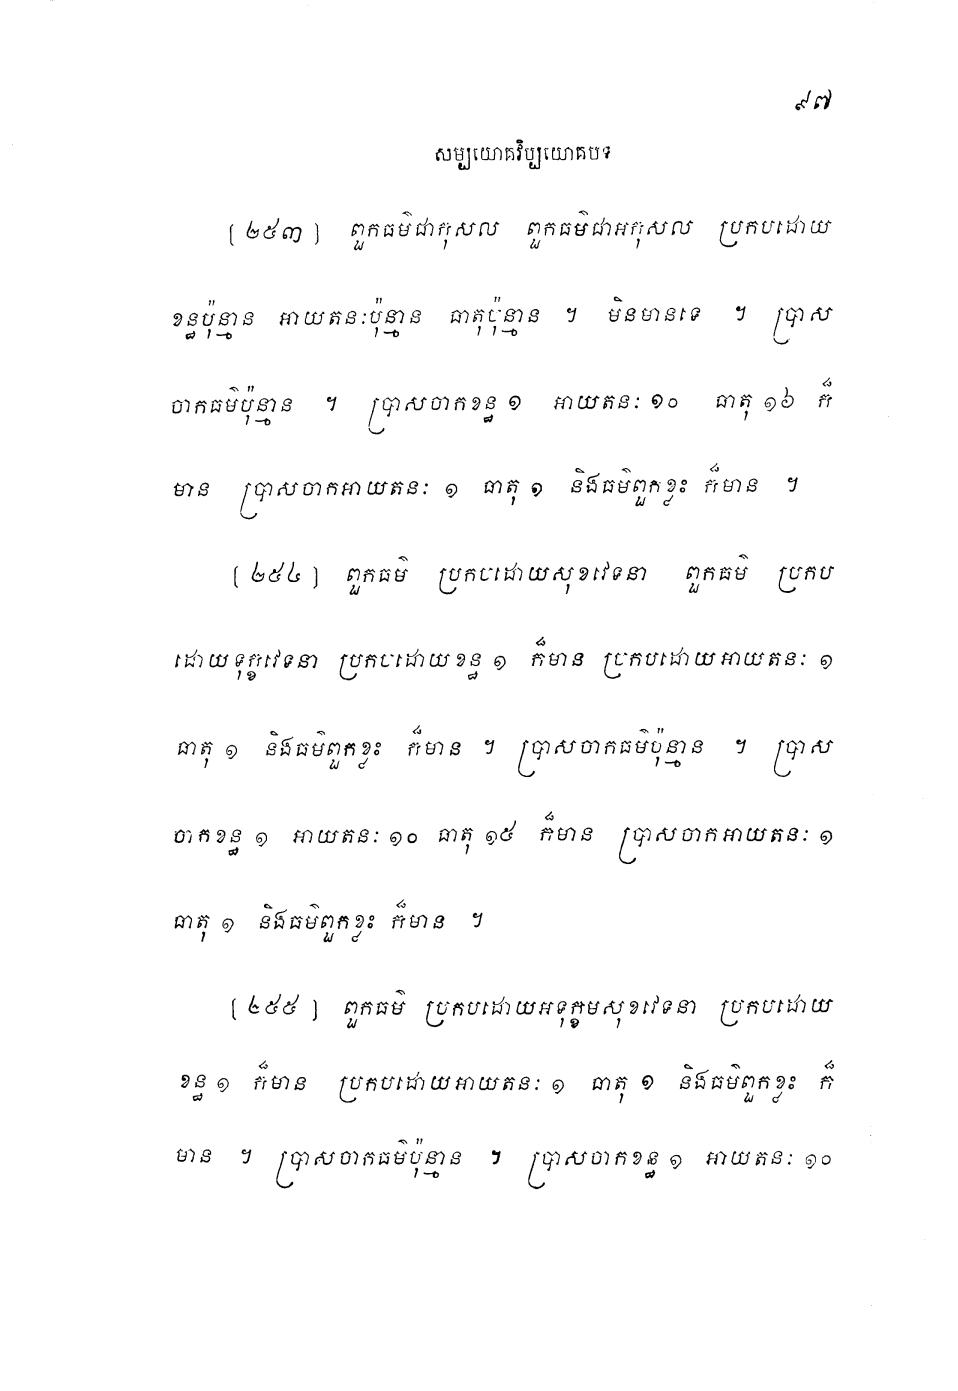 ៩៧
សម្បយោគវិប្បយោគបទ
[ ២៥៣ ] ពួកធម៌ជាកុសល ពួកធម៌ជាអកុសល ប្រកបដោយ
ខន្ធប៉ុន្មាន អាយតនៈប៉ុន្មាន ធាតុប៉ុន្មាន ។ មិនមានទេ ។ ប្រាស
ចាកធម៌ប៉ុន្មាន ។ ប្រាសចាកខន្ធ ១ អាយតនៈ ១០ ធាតុ ១៦ ក៏
មាន ប្រាសចាកអាយតនៈ ១ ធាតុ ១ និងធម៌ពួកខ្លះ ក៏មាន ។
[ ២៥៤ ] ពួកធម៌ ប្រកបដោយសុខវេទនា ពួកធម៌ ប្រកប
ដោយទុក្ខវេទនា ប្រកបដោយខន្ធ ១ ក៏មាន ប្រកបដោយអាយតនៈ ១
ធាតុ ១ និងធម៌ពួកខ្លះ ក៏មាន ។ ប្រាសចាកធម៌ប៉ុន្មាន ។ ប្រាស
ចាកខន្ធ ១ អាយតនៈ ១០ ធាតុ ១៥ ក៏មាន ប្រាសចាកអាយតនៈ ១
ធាតុ ១ និងធម៌ពួកខ្លះ ក៏មាន ។
[ ២៥៥ ] ពួកធម៌ ប្រកបដោយអទុក្ខមសុខវេទនា ប្រកបដោយ
ខន្ធ ១ ក៏មាន ប្រកបដោយអាយតនៈ ១ ធាតុ ១ និងធម៌ពួកខ្លះ ក៏
មាន ។ ប្រាសចាកធម៌ប៉ុន្មាន ។ ប្រាសចាកខន្ធ ១ អាយតនៈ ១០